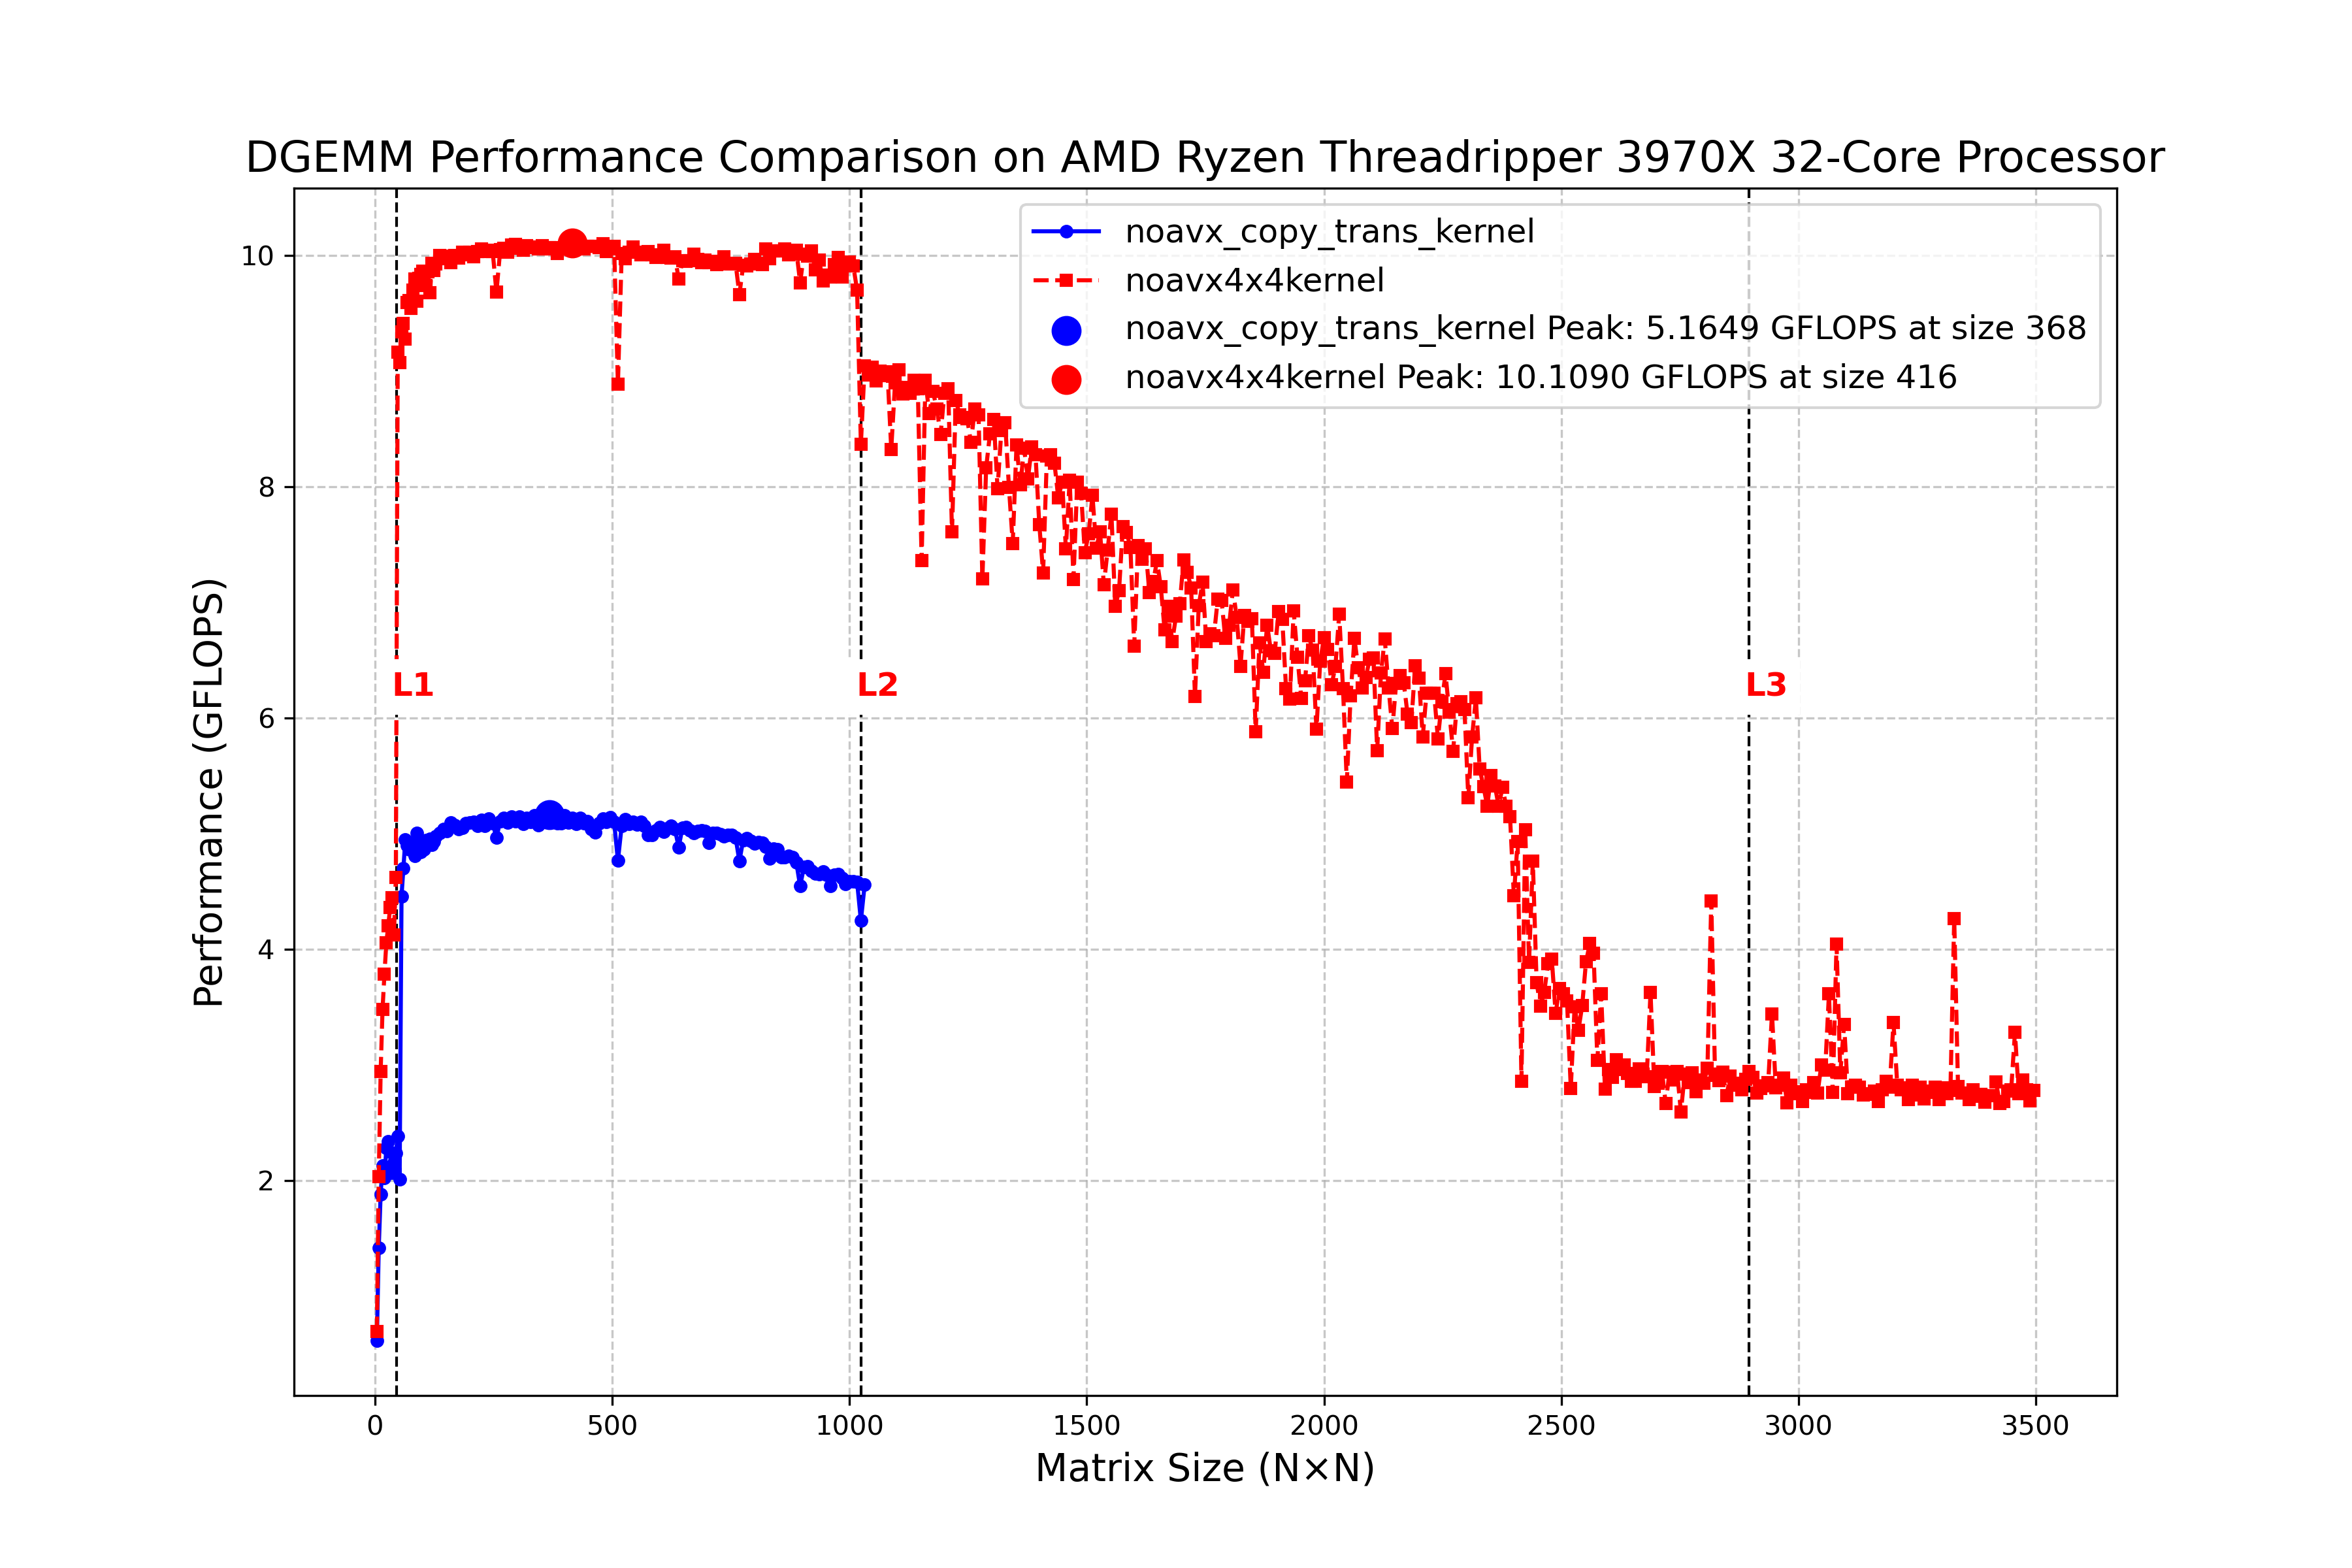 DGEMM Performance Comparison on AMD Ryzen Threadripper 3970X 32-Core Processor
noavx_copy_trans_kernel
noavx4x4kernel
noavx_copy_trans_kernel Peak: 5.1649 GFLOPS at size 368
noavx4x4kernel Peak: 10.1090 GFLOPS at size 416
Performance (GFLOPS)
10
8
6
4
2
L1
L2
L3
0
500
1000
1500
2000
2500
3000
3500
Matrix Size (N×N)